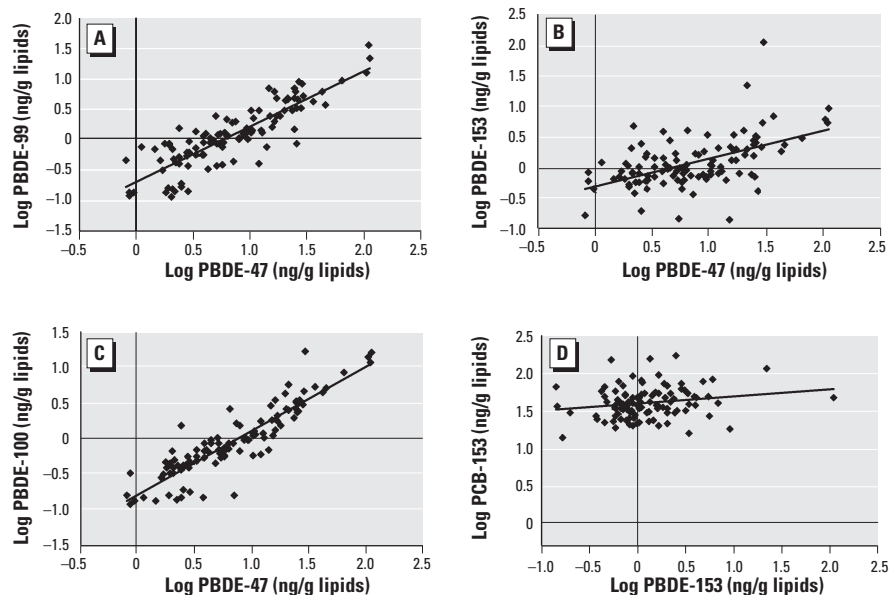 A
Log PBDE-99 (ng/g lipids)
2.0
1.5
1.0
0.5
0
−0.5
−1.0
−1.5
−0.5 0 0.5 1.0 1.5 2.0 2.5
Log PBDE-47 (ng/g lipids)
B
Log PBDE-153 (ng/g lipids)
2.5
2.0
1.5
1.0
0.5
0
−0.5
−1.0
−0.5 0 0.5 1.0 1.5 2.0 2.5
Log PBDE-47 (ng/g lipids)
C
Log PBDE-100 (ng/g lipids)
1.5
1.0
0.5
0
−0.5
−1.0
−1.5
−0.5 0 0.5 1.0 1.5 2.0 2.5
Log PBDE-47 (ng/g lipids)
D
Log PCB-153 (ng/g lipids)
2.5
2.0
1.5
1.0
0.5
0
−1.0 −0.5 0 0.5 1.0 1.5 2.0 2.5
Log PBDE-153 (ng/g lipids)